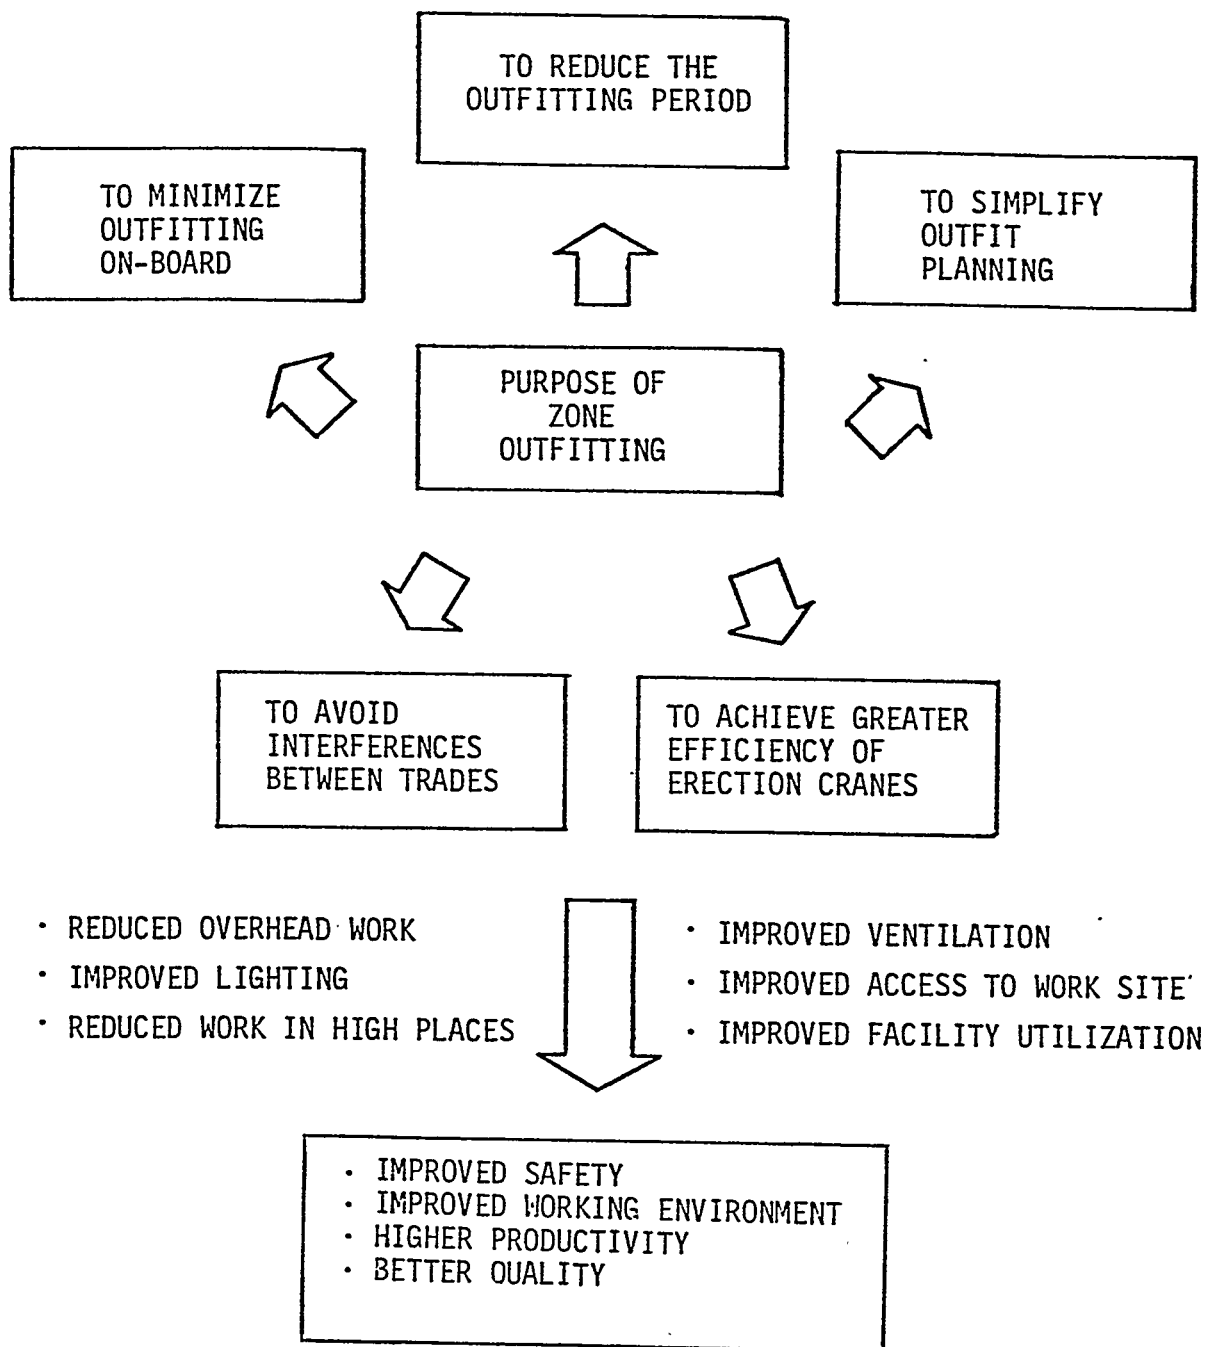 TO REDUCE THE
OUTFITTING PERIOD
TO MINIMIZE
OUTFITTING
ON-BOARD
TO SIMPLIFY
OUTFIT
PLANNING
PURPOSE OF
ZONE
OUTFITTING
TO AVOID
INTERFERENCES
BETWEEN TRADES
TO ACHIEVE GREATER
EFFICIENCY OF
ERECTION CRANES
· REDUCED OVERHEAD WORK
· IMPROVED LIGHTING
· REDUCED WORK IN HIGH PLACES
· IMPROVED VENTILATION
· IMPROVED ACCESS TO WORK SITE
· IMPROVED FACILITY UTILIZATION
· IMPROVED SAFETY
· IMPROVED WORKING ENVIRONMENT
· HIGHER PRODUCTIVITY
· BETTER QUALITY